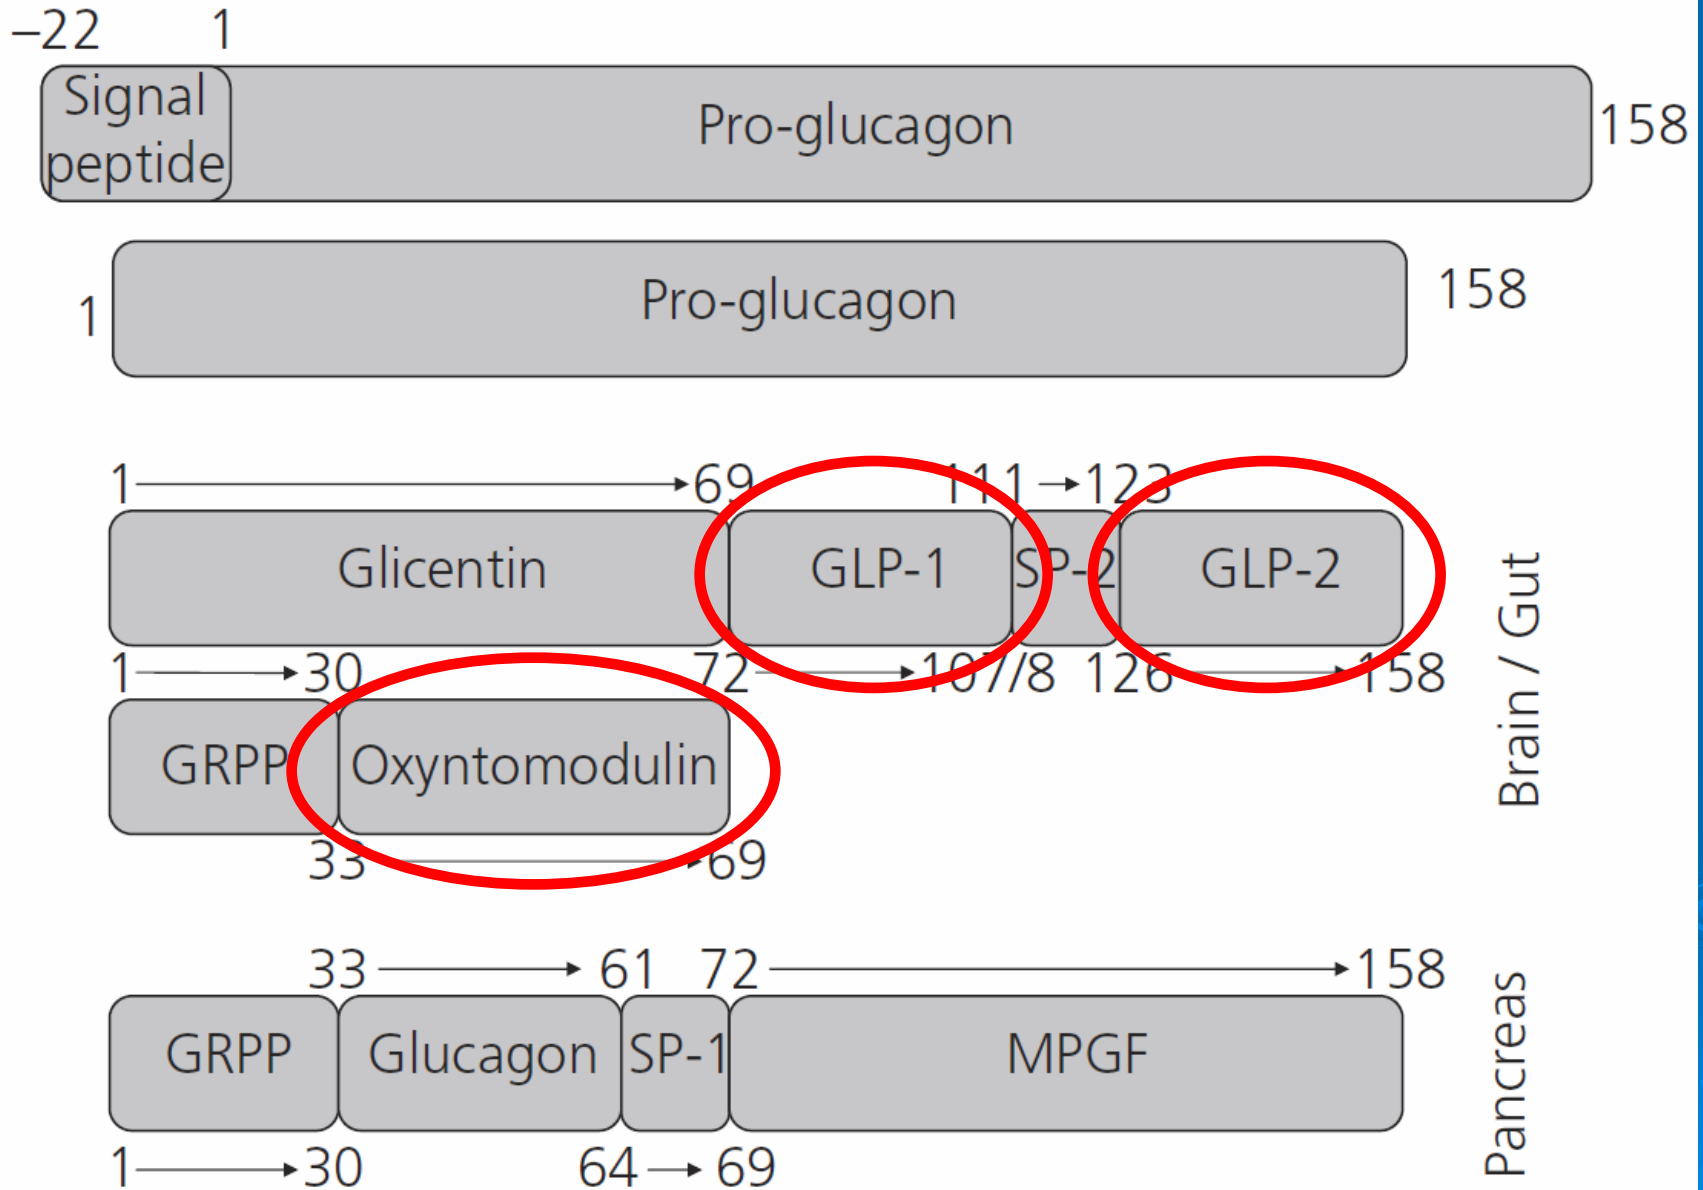 –22 1
Signal
peptide
Pro-glucagon
158
1
Pro-glucagon
158
1 69 111 123
Glicentin GLP-1 SP-2 GLP-2
1 30 72 107/8 126 158
GRPP Oxyntomodulin
33 69
Brain / Gut
33 61 72 158
GRPP Glucagon SP-1 MPGF
1 30 64 69
Pancreas